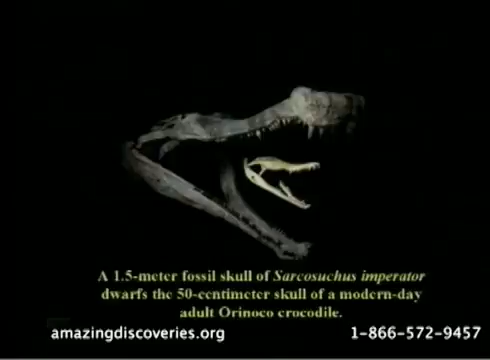 A 1.5-meter fossil skull of Sarcosuchus imperator
dwarfs the 50-centimeter skull of a modern-day
adult Orinoco crocodile.
amazingdiscoveries.org 1-866-572-9457